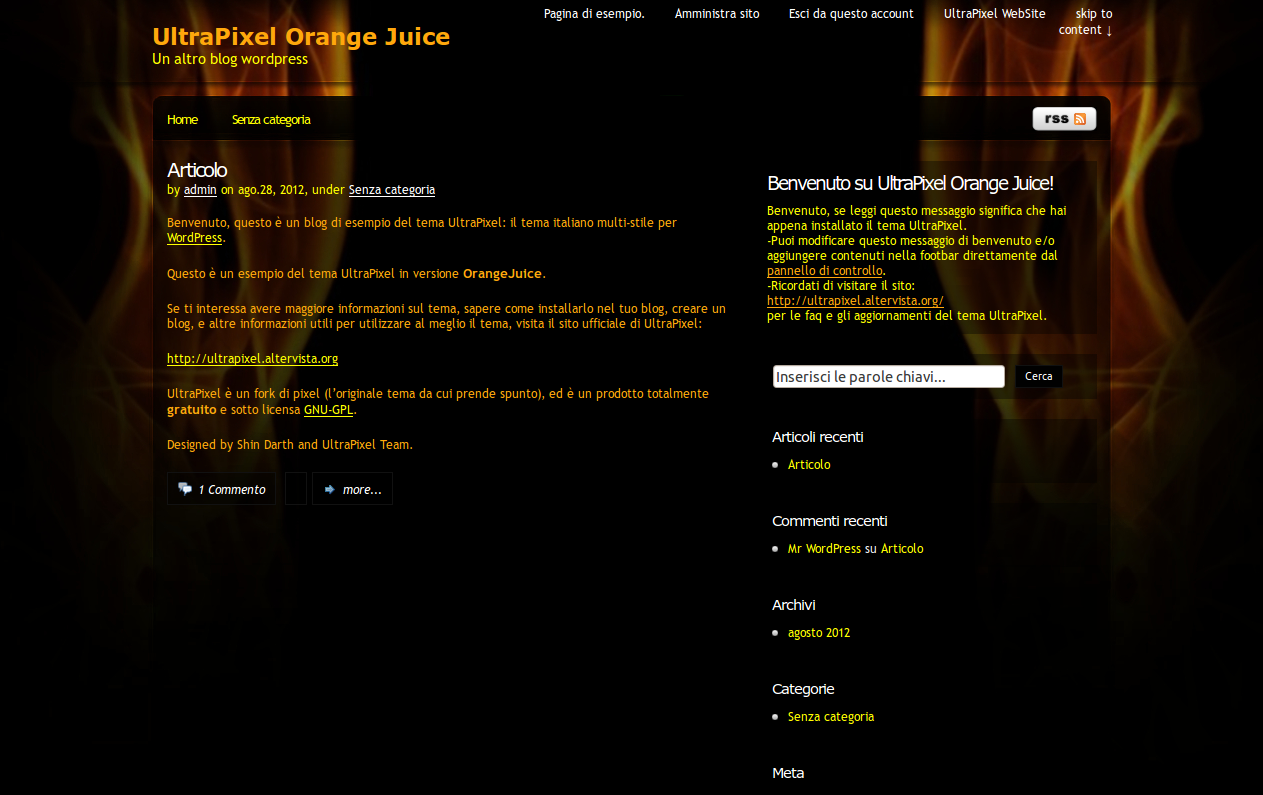 Pagina di esempio. Amministra sito Esci da questo account UltraPixel WebSite skip to
content ↓
UltraPixel Orange Juice
Un altro blog wordpress
Home Senza categoria
rss
Articolo
by admin on ago.28, 2012, under Senza categoria
Benvenuto, questo è un blog di esempio del tema UltraPixel: il tema italiano multi-stile per
WordPress.
Questo è un esempio del tema UltraPixel in versione OrangeJuice.
Se ti interessa avere maggiore informazioni sul tema, sapere come installarlo nel tuo blog, creare un
blog, e altre informazioni utili per utilizzare al meglio il tema, visita il sito ufficiale di UltraPixel:
http://ultrapixel.altervista.org
UltraPixel è un fork di pixel (l'originale tema da cui prende spunto), ed è un prodotto totalmente
gratuito e sotto licensa GNU-GPL.
Designed by Shin Darth and UltraPixel Team.
1 Commento more...
Benvenuto su UltraPixel Orange Juice!
Benvenuto, se leggi questo messaggio significa che hai
appena installato il tema UltraPixel.
-Puoi modificare questo messaggio di benvenuto e/o
aggiungere contenuti nella footbar direttamente dal
pannello di controllo.
-Ricordati di visitare il sito:
http://ultrapixel.altervista.org/
per le faq e gli aggiornamenti del tema UltraPixel.
Inserisci le parole chiavi... Cerca
Articoli recenti
Articolo
Commenti recenti
Mr WordPress su Articolo
Archivi
agosto 2012
Categorie
Senza categoria
Meta